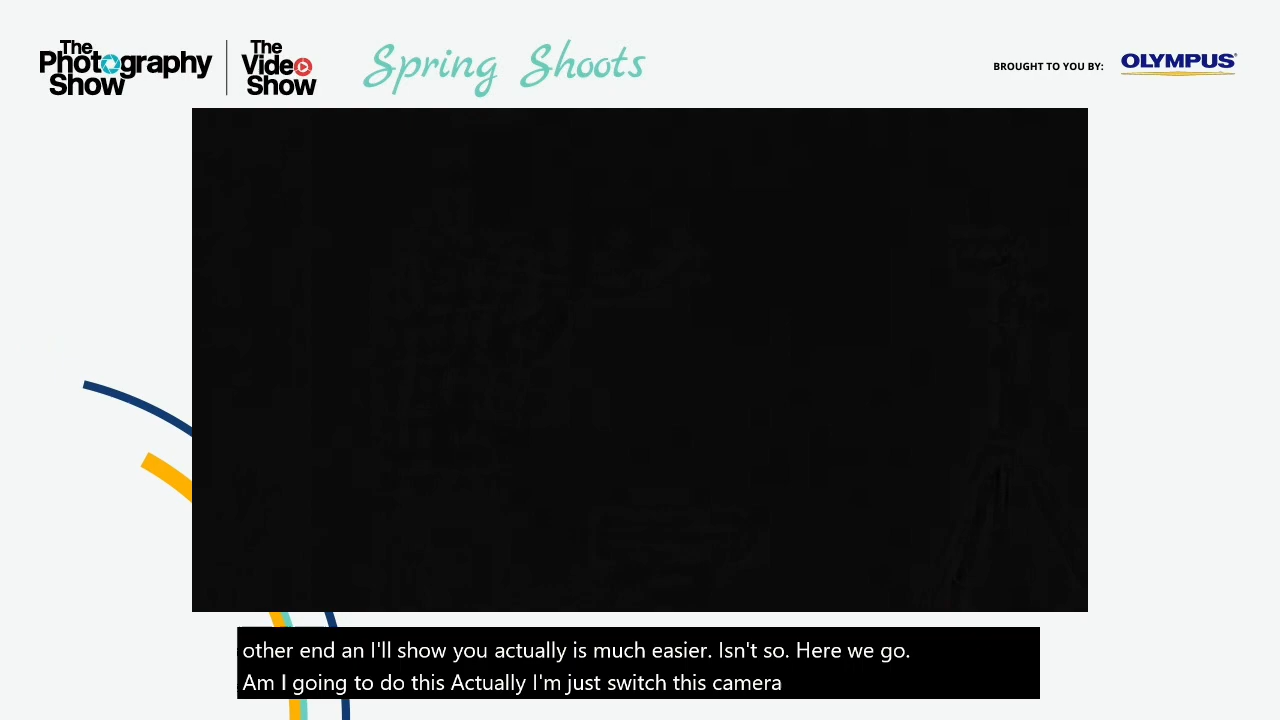 The
Photography
Show
The
Video
Show
Spring Shoots
BROUGHT TO YOU BY:
OLYMPUS
other end an I'll show you actually is much easier. Isn't so. Here we go.
Am I going to do this Actually I'm just switch this camera